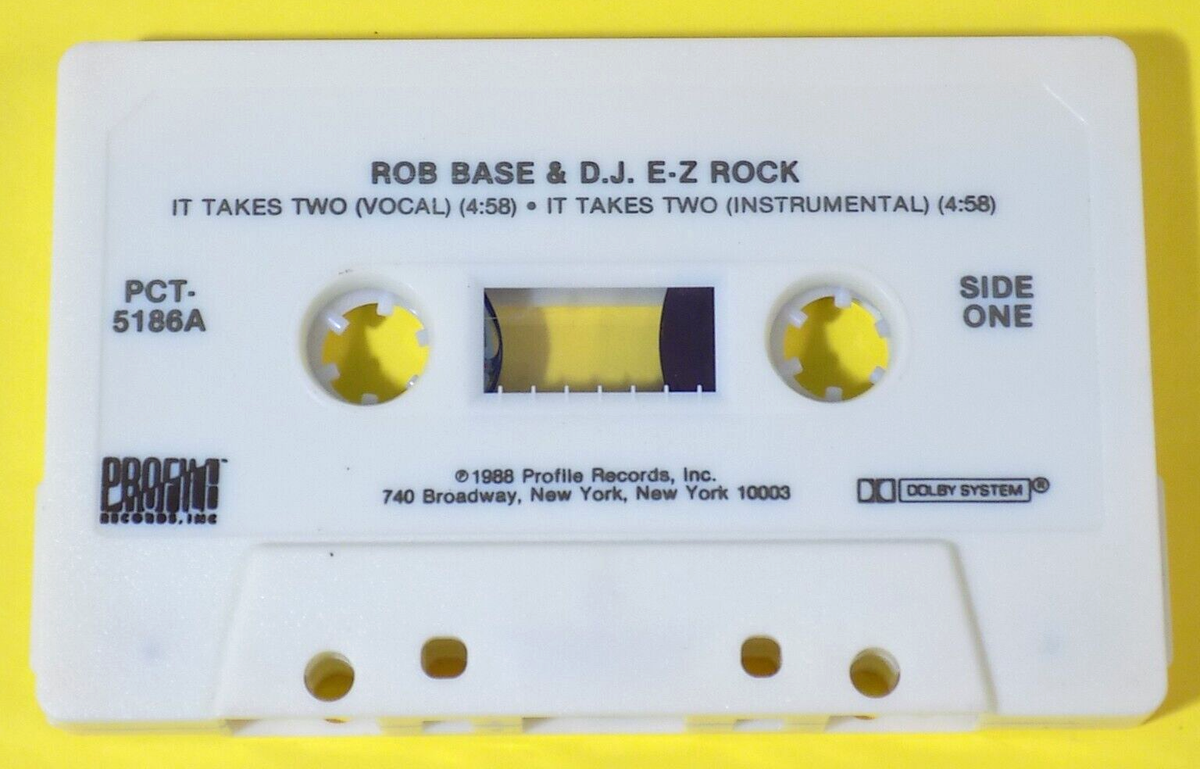 ROB BASE & D.J. E-Z ROCK
IT TAKES TWO (VOCAL) (4:58) • IT TAKES TWO (INSTRUMENTAL) (4:58)
PCT-
5186A
SIDE
ONE
PROFILE™
RECORDS, INC
℗1988 Profile Records, Inc.
740 Broadway, New York, New York 10003
DOLBY SYSTEM®